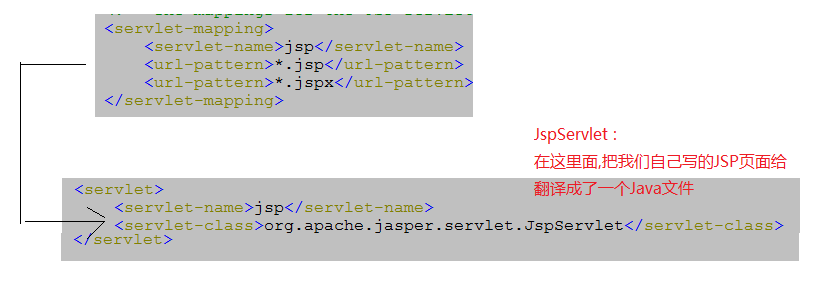 <servlet-mapping>
<servlet-name>jsp</servlet-name>
<url-pattern>*.jsp</url-pattern>
<url-pattern>*.jspx</url-pattern>
</servlet-mapping>
JspServlet :
在这里面,把我们自己写的JSP页面给
翻译成了一个Java文件
<servlet>
<servlet-name>jsp</servlet-name>
<servlet-class>org.apache.jasper.servlet.JspServlet</servlet-class>
</servlet>